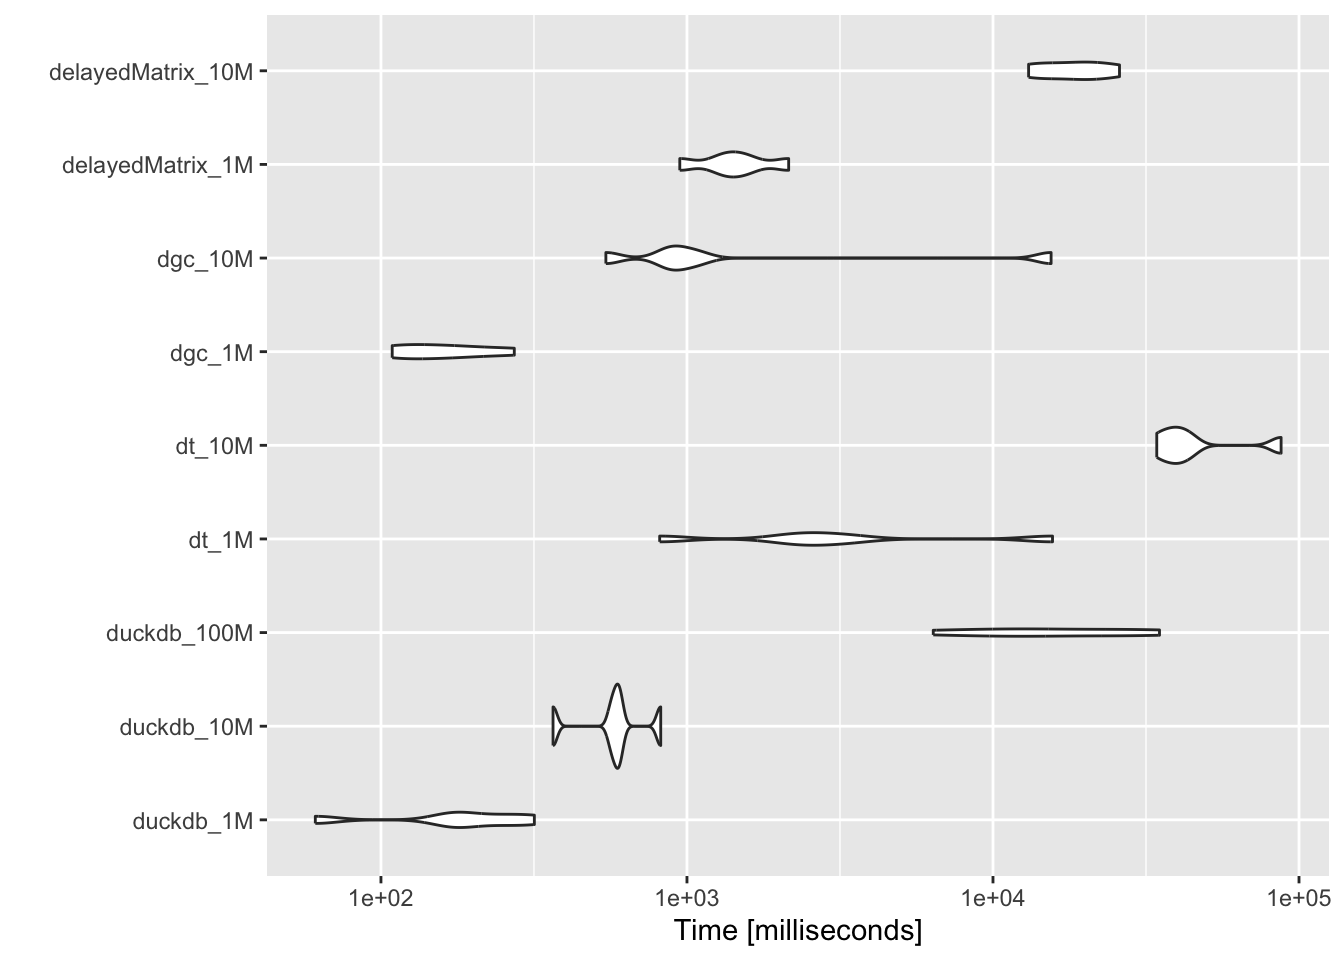 delayedMatrix_10M
delayedMatrix_1M
dgc_10M
dgc_1M
dt_10M
dt_1M
duckdb_100M
duckdb_10M
duckdb_1M
1e+02 1e+03 1e+04 1e+05
Time [milliseconds]